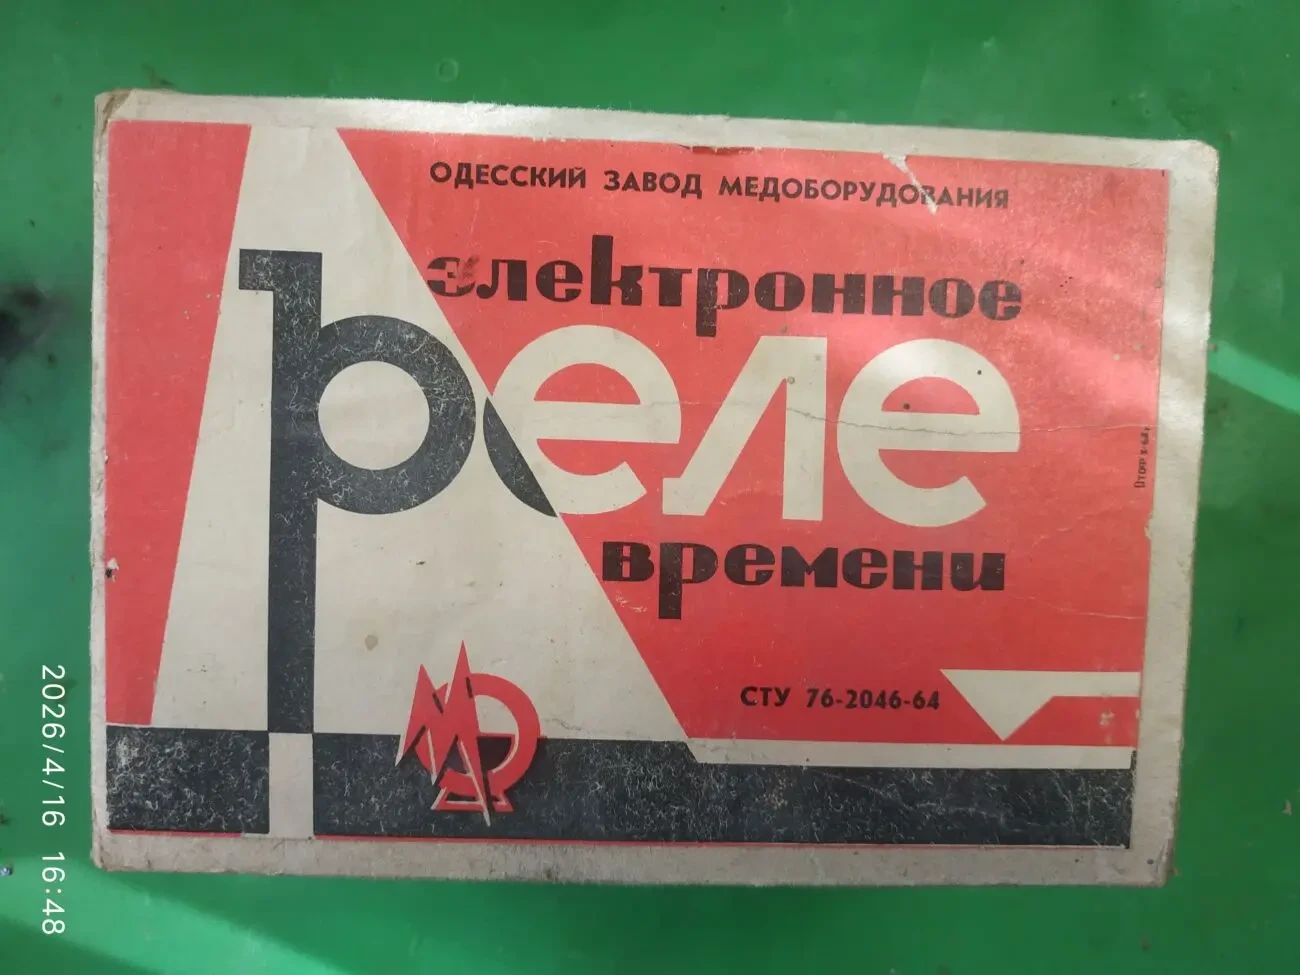 ОДЕССКИЙ ЗАВОД МЕДОБОРУДОВАНИЯ
электронное
реле
времени
СТУ 76-2046-64
2026/4/16 16:48